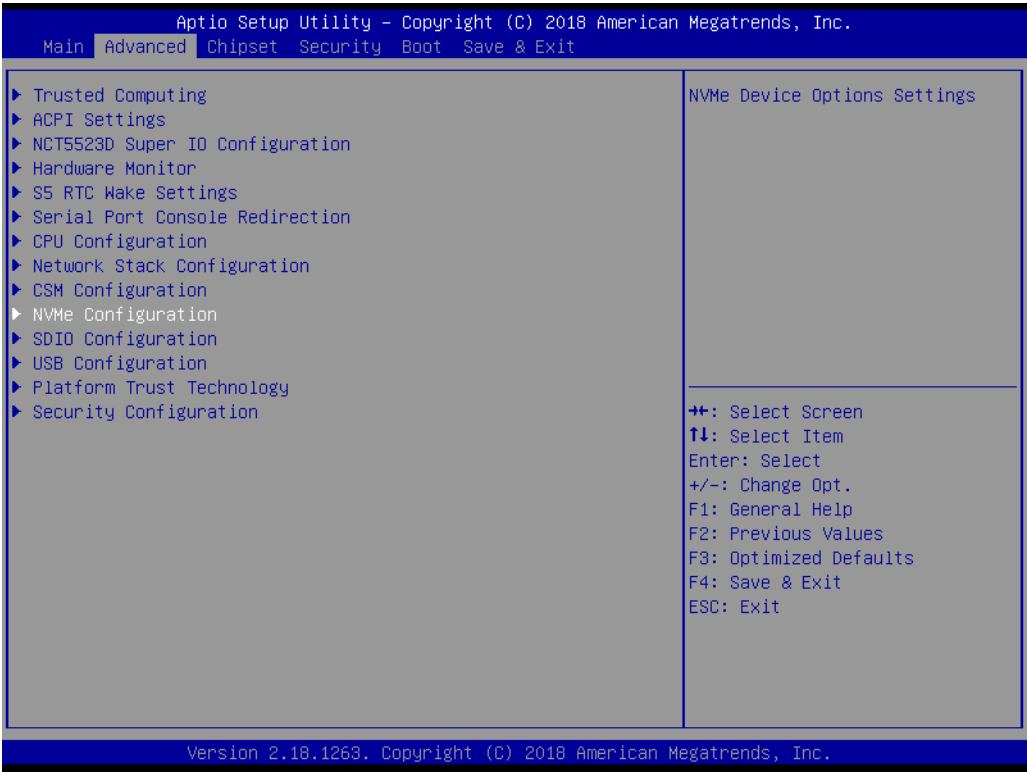 Aptio Setup Utility – Copyright (C) 2018 American Megatrends, Inc.
Main Advanced Chipset Security Boot Save & Exit
▶ Trusted Computing
▶ ACPI Settings
▶ NCT5523D Super IO Configuration
▶ Hardware Monitor
▶ S5 RTC Wake Settings
▶ Serial Port Console Redirection
▶ CPU Configuration
▶ Network Stack Configuration
▶ CSM Configuration
▶ NVMe Configuration
▶ SDIO Configuration
▶ USB Configuration
▶ Platform Trust Technology
▶ Security Configuration
NVMe Device Options Settings
→←: Select Screen
↑↓: Select Item
Enter: Select
+/-: Change Opt.
F1: General Help
F2: Previous Values
F3: Optimized Defaults
F4: Save & Exit
ESC: Exit
Version 2.18.1263. Copyright (C) 2018 American Megatrends, Inc.